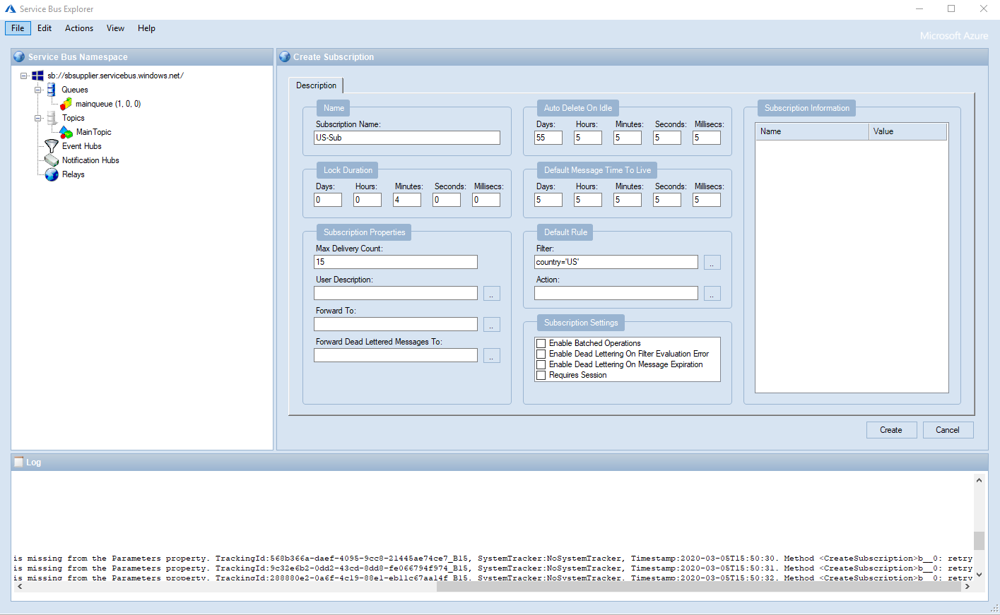 Service Bus Explorer
File Edit Actions View Help
Microsoft Azure
Service Bus Namespace
sb://sbsupplier.servicebus.windows.net/
Queues
mainqueue (1, 0, 0)
Topics
MainTopic
Event Hubs
Notification Hubs
Relays
Create Subscription
Description
Name
Subscription Name:
US-Sub
Lock Duration
Days: Hours: Minutes: Seconds: Millisecs:
0 0 4 0 0
Subscription Properties
Max Delivery Count:
15
User Description:
..
Forward To:
..
Forward Dead Lettered Messages To:
..
Auto Delete On Idle
Days: Hours: Minutes: Seconds: Millisecs:
55 5 5 5 5
Default Message Time To Live
Days: Hours: Minutes: Seconds: Millisecs:
5 5 5 5 5
Default Rule
Filter:
country='US'
..
Action:
..
Subscription Settings
Enable Batched Operations
Enable Dead Lettering On Filter Evaluation Error
Enable Dead Lettering On Message Expiration
Requires Session
Subscription Information
Name Value
Create Cancel
Log
is missing from the Parameters property. TrackingId:568b366a-daef-4095-9cc8-21445ae74ce7_B15, SystemTracker:NoSystemTracker, Timestamp:2020-03-05T15:50:30. Method <CreateSubscription>b__0: retry
is missing from the Parameters property. TrackingId:9c32e6b2-0dd2-43cd-8dd8-fe066794f974_B15, SystemTracker:NoSystemTracker, Timestamp:2020-03-05T15:50:31. Method <CreateSubscription>b__0: retry
is missing from the Parameters property. TrackingId:288880e2-0a6f-4c19-88e1-eb11c67aa14f_B15, SystemTracker:NoSystemTracker, Timestamp:2020-03-05T15:50:32. Method <CreateSubscription>b__0: retry